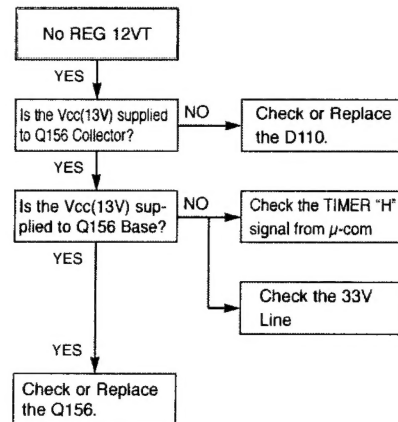 No REG 12VT
YES
Is the Vcc(13V) supplied
to Q156 Collector?
NO
Check or Replace
the D110.
YES
Is the Vcc(13V) sup-
plied to Q156 Base?
NO
Check the TIMER "H"
signal from μ-com
YES
Check the 33V
Line
YES
Check or Replace
the Q156.